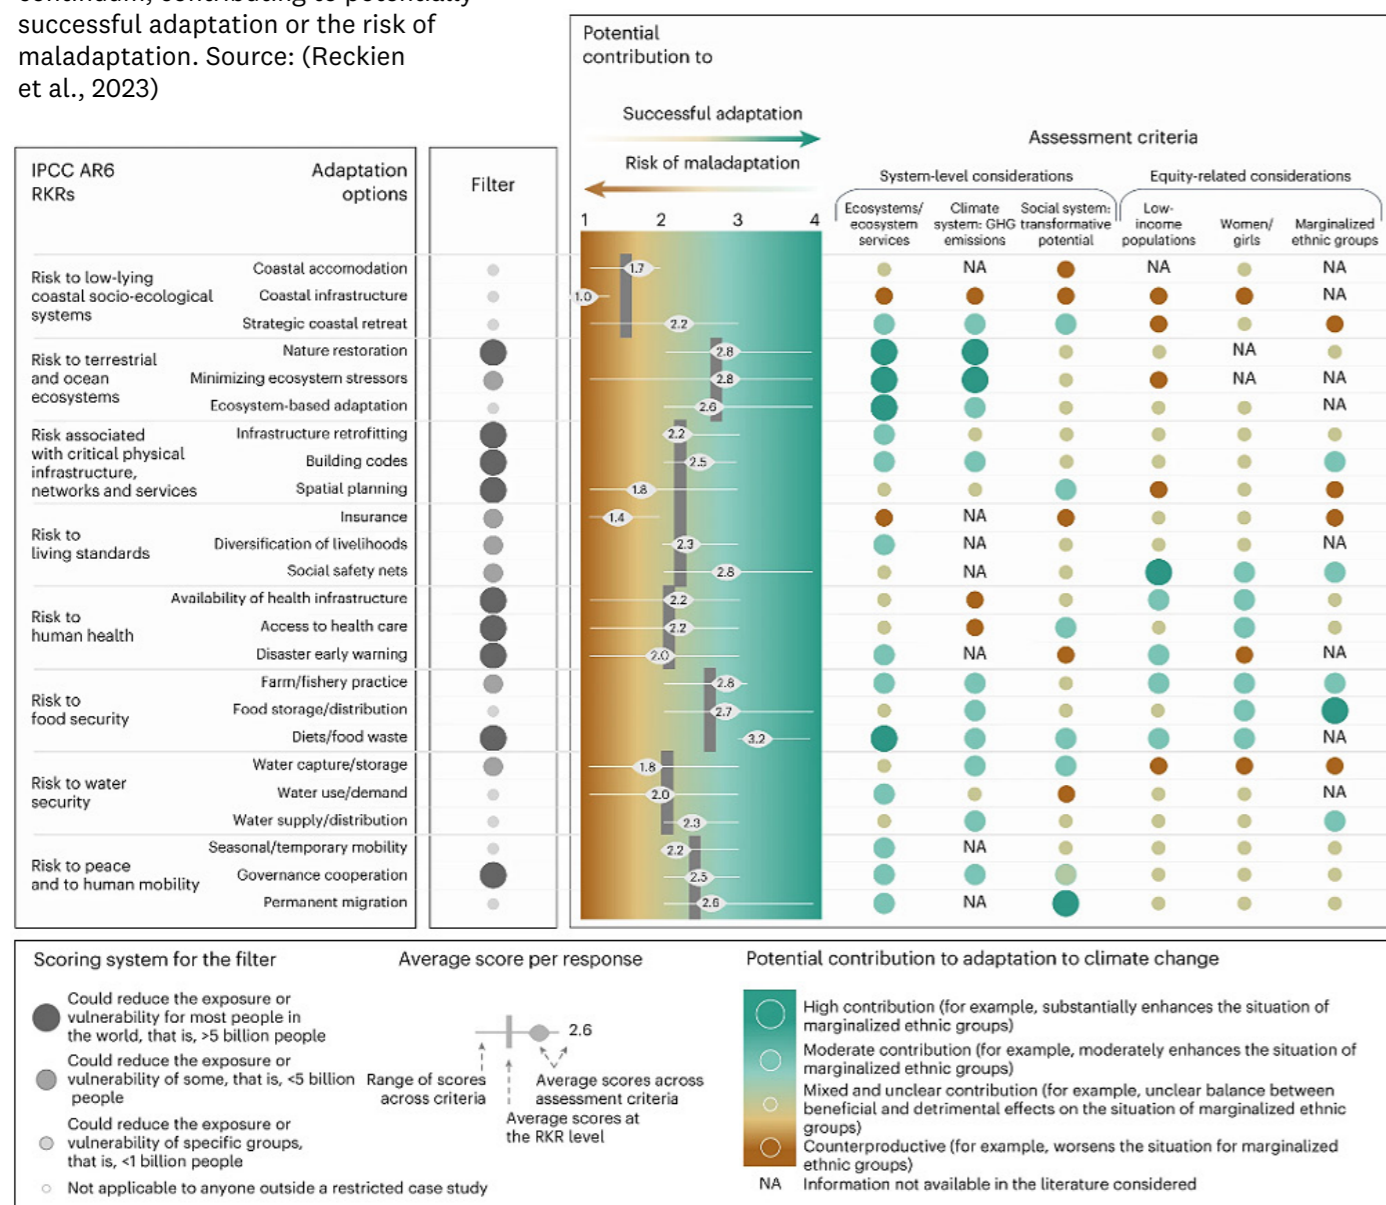 continuum, contributing to potentially
successful adaptation or the risk of
maladaptation. Source: (Reckien
et al., 2023)
Potential
contribution to
Successful adaptation
Risk of maladaptation
1 2 3 4
Assessment criteria
System-level considerations
Equity-related considerations
Ecosystems/
ecosystem
services
Climate
system: GHG
emissions
Social system:
transformative
potential
Low-
income
populations
Women/
girls
Marginalized
ethnic groups
IPCC AR6
RKRs
Adaptation
options
Filter
Risk to low-lying
coastal socio-ecological
systems
Coastal accomodation 1.7 NA NA NA
Coastal infrastructure 1.0 NA
Strategic coastal retreat 2.2
Risk to terrestrial
and ocean
ecosystems
Nature restoration 2.8 NA
Minimizing ecosystem stressors 2.8 NA NA
Ecosystem-based adaptation 2.6 NA
Risk associated
with critical physical
infrastructure,
networks and services
Infrastructure retrofitting 2.2
Building codes 2.5
Spatial planning 1.8
Risk to
living standards
Insurance 1.4 NA
Diversification of livelihoods 2.3 NA NA
Social safety nets 2.8 NA
Risk to
human health
Availability of health infrastructure 2.2
Access to health care 2.2
Disaster early warning 2.0 NA NA
Risk to
food security
Farm/fishery practice 2.8
Food storage/distribution 2.7
Diets/food waste 3.2 NA
Risk to water
security
Water capture/storage 1.8
Water use/demand 2.0 NA
Water supply/distribution 2.3
Risk to peace
and to human mobility
Seasonal/temporary mobility 2.2 NA
Governance cooperation 2.5
Permanent migration 2.6 NA
Scoring system for the filter
Could reduce the exposure or
vulnerability for most people in
the world, that is, >5 billion people
Could reduce the exposure or
vulnerability of some, that is, <5 billion
people
Could reduce the exposure or
vulnerability of specific groups,
that is, <1 billion people
Not applicable to anyone outside a restricted case study
Average score per response
2.6
Range of scores
across criteria
Average scores across
assessment criteria
Average scores at
the RKR level
Potential contribution to adaptation to climate change
High contribution (for example, substantially enhances the situation of
marginalized ethnic groups)
Moderate contribution (for example, moderately enhances the situation of
marginalized ethnic groups)
Mixed and unclear contribution (for example, unclear balance between
beneficial and detrimental effects on the situation of marginalized ethnic
groups)
Counterproductive (for example, worsens the situation for marginalized
ethnic groups)
NA Information not available in the literature considered